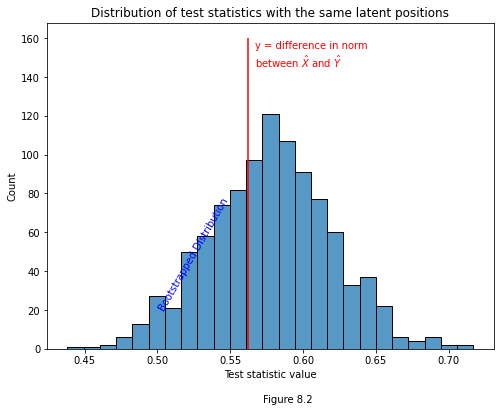 Distribution of test statistics with the same latent positions
y = difference in norm
between X̂ and Ŷ
Bootstrapped Distribution
Count
160
140
120
100
80
60
40
20
0
0.45 0.50 0.55 0.60 0.65 0.70
Test statistic value
Figure 8.2